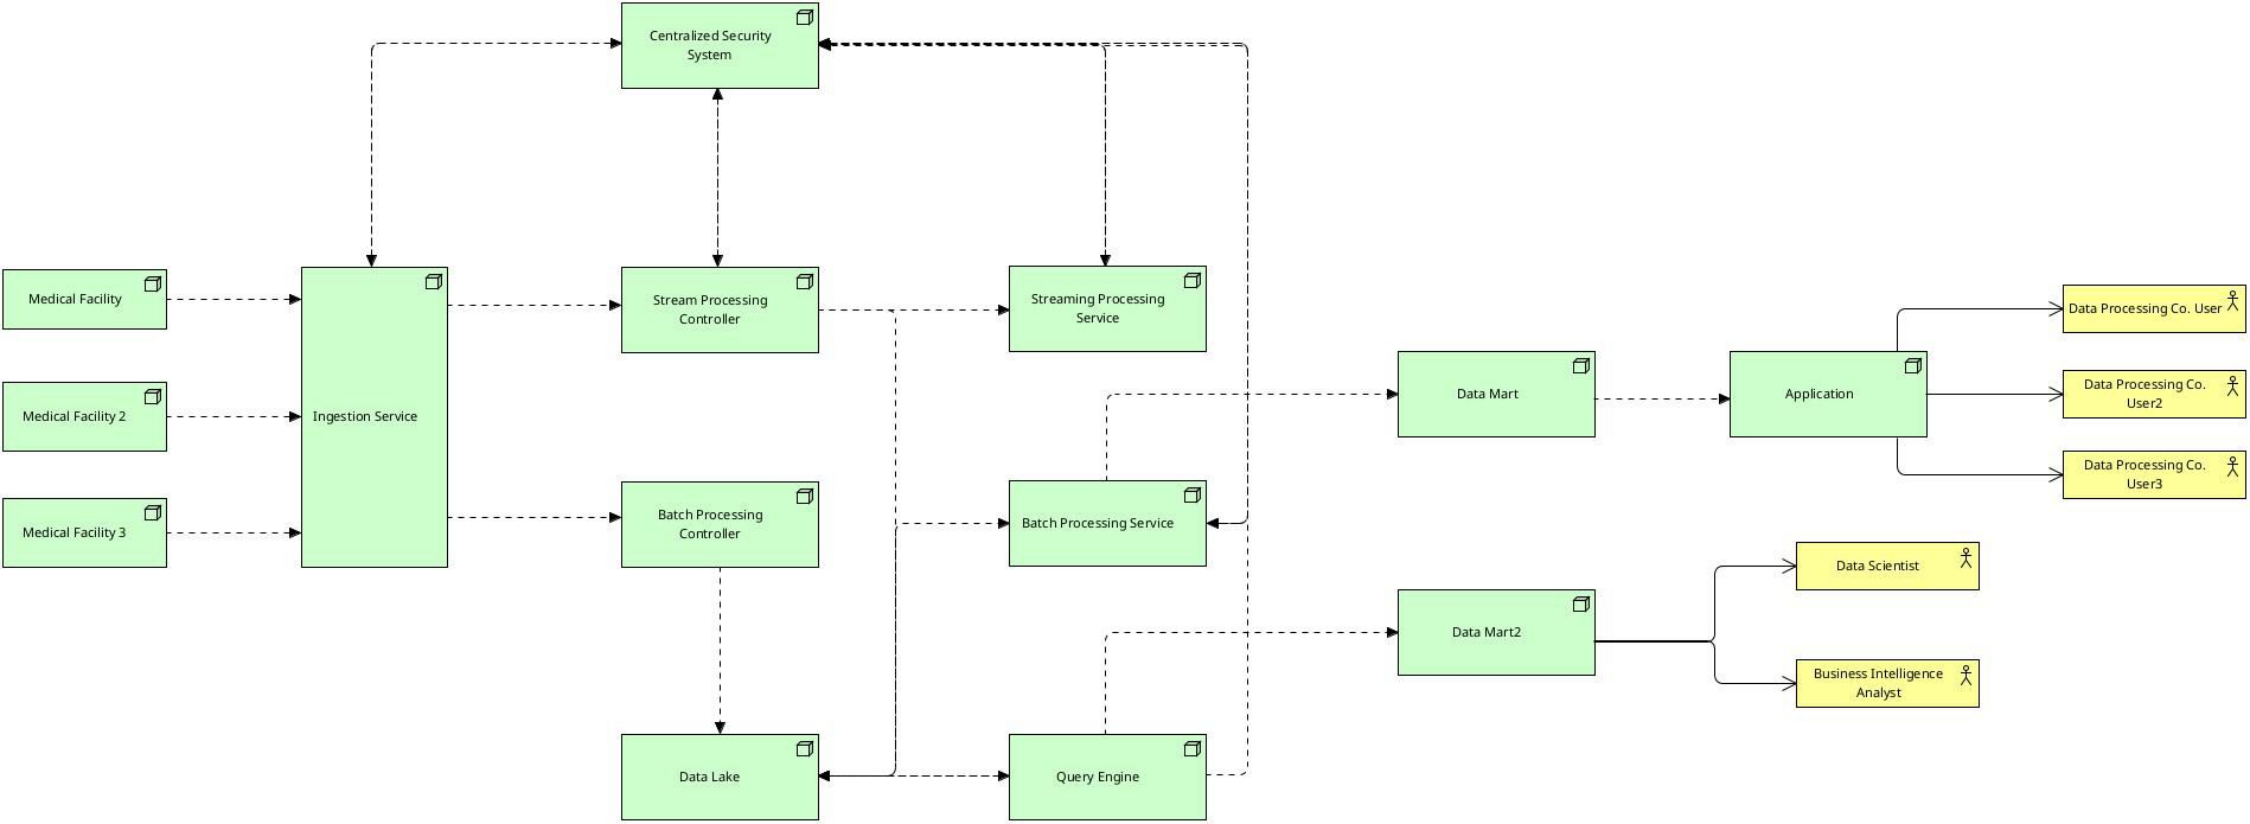 Centralized Security
System
Medical Facility
Medical Facility 2
Medical Facility 3
Ingestion Service
Stream Processing
Controller
Batch Processing
Controller
Data Lake
Streaming Processing
Service
Batch Processing Service
Query Engine
Data Mart
Data Mart2
Application
Data Processing Co. User
Data Processing Co.
User2
Data Processing Co.
User3
Data Scientist
Business Intelligence
Analyst